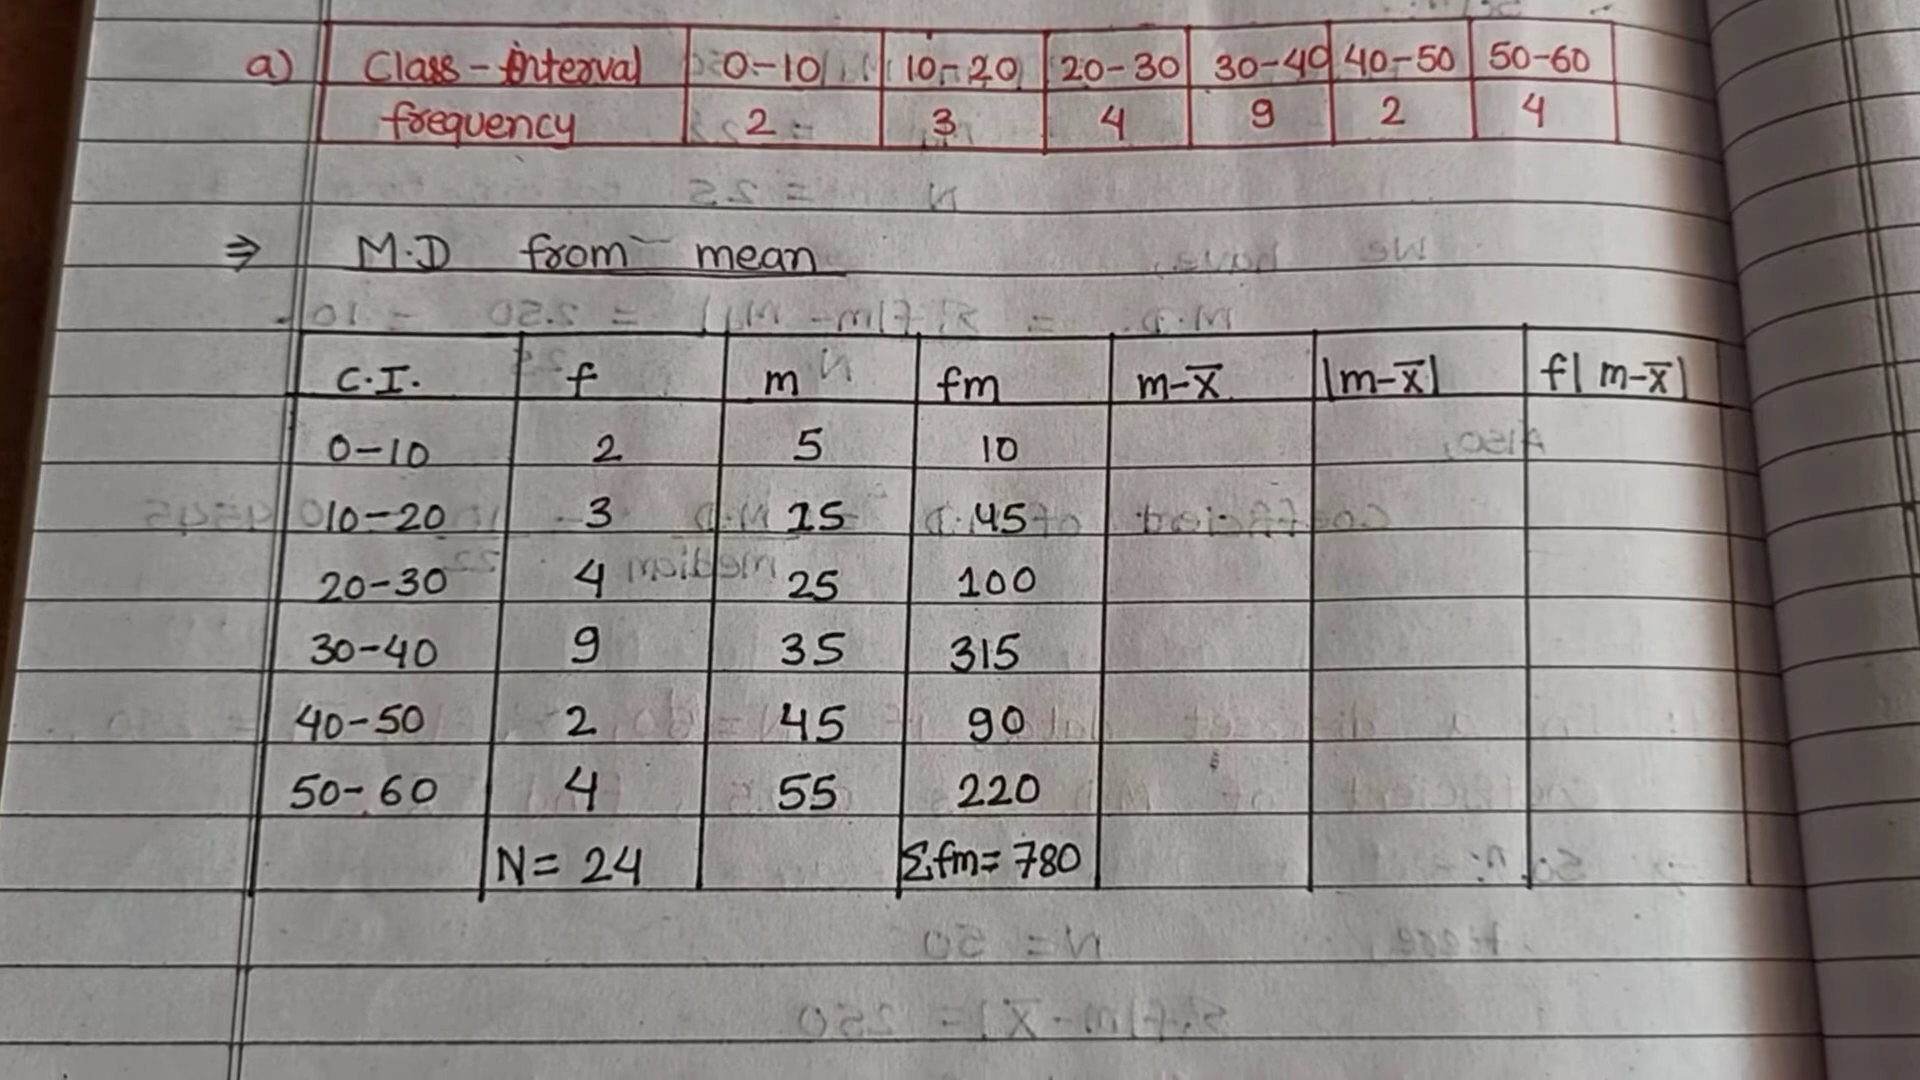 a) Class-interval 0-10 10-20 20-30 30-40 40-50 50-60
frequency 2 3 4 9 2 4
⇒ M.D from mean
C.I. f m fm m-x̄ |m-x̄| f|m-x̄|
0-10 2 5 10
10-20 3 15 45
20-30 4 25 100
30-40 9 35 315
40-50 2 45 90
50-60 4 55 220
N= 24 Σfm= 780